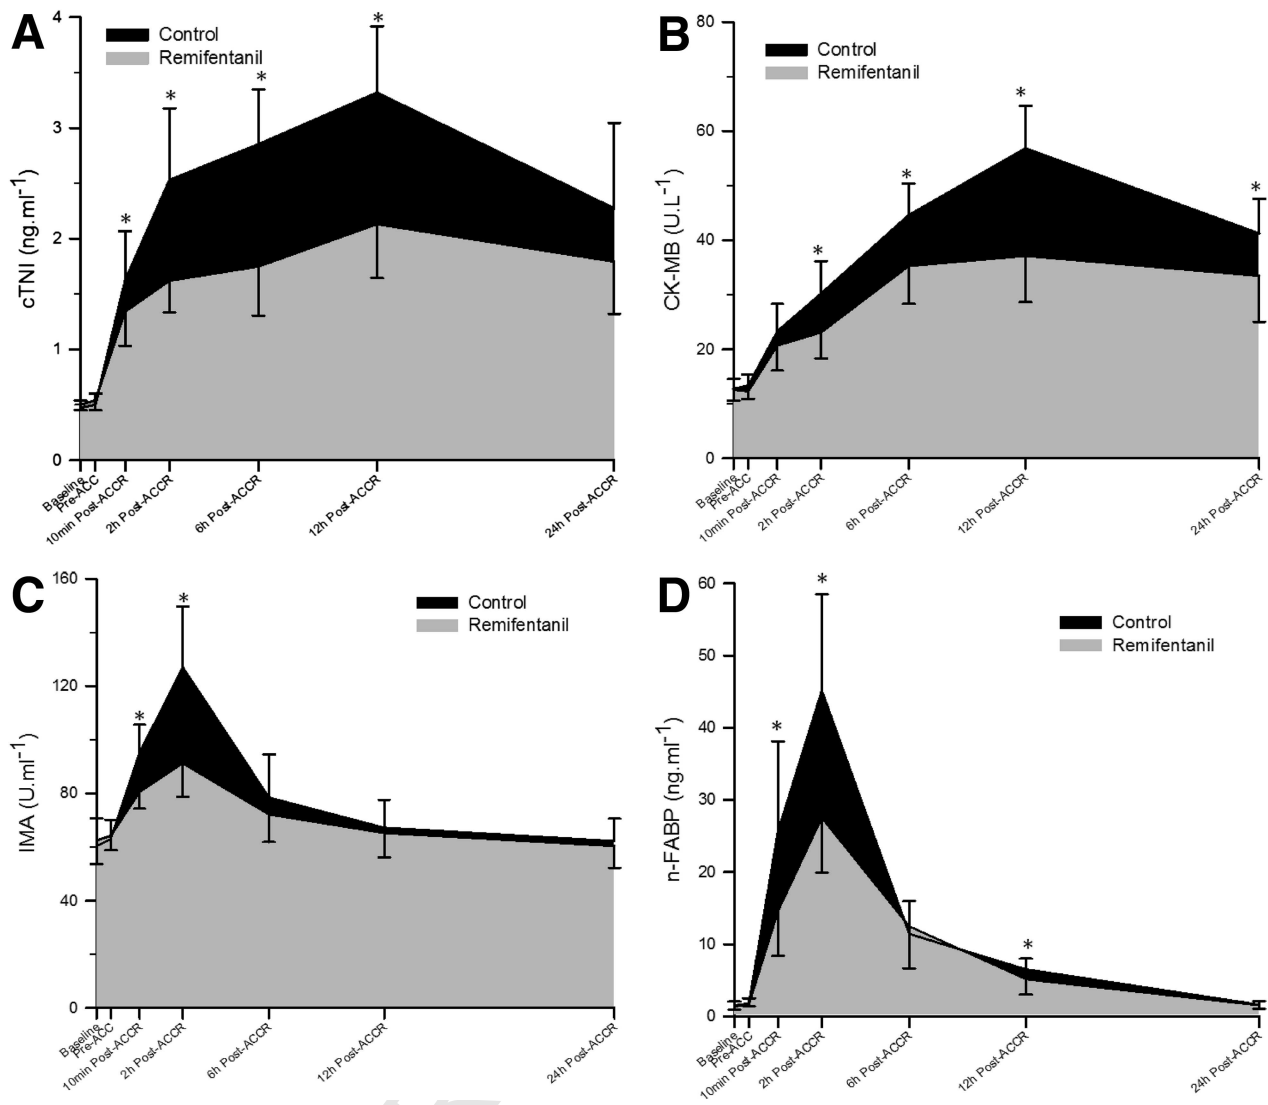 A
Control
Remifentanil
cTNI (ng.ml-1)
4
3
2
1
0
*
*
*
*
Baseline
Pre-ACC
10min Post-ACCR
2h Post-ACCR
6h Post-ACCR
12h Post-ACCR
24h Post-ACCR
B
Control
Remifentanil
CK-MB (U.L-1)
80
60
40
20
0
*
*
*
*
Baseline
Pre-ACC
10min Post-ACCR
2h Post-ACCR
6h Post-ACCR
12h Post-ACCR
24h Post-ACCR
C
Control
Remifentanil
IMA (U.ml-1)
160
120
80
40
0
*
*
Baseline
Pre-ACC
10min Post-ACCR
2h Post-ACCR
6h Post-ACCR
12h Post-ACCR
24h Post-ACCR
D
Control
Remifentanil
n-FABP (ng.ml-1)
60
50
40
30
20
10
0
*
*
*
Baseline
Pre-ACC
10min Post-ACCR
2h Post-ACCR
6h Post-ACCR
12h Post-ACCR
24h Post-ACCR